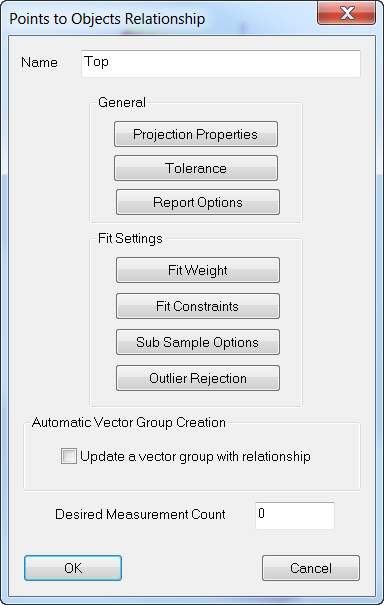 Points to Objects Relationship
Name Top
General
Projection Properties
Tolerance
Report Options
Fit Settings
Fit Weight
Fit Constraints
Sub Sample Options
Outlier Rejection
Automatic Vector Group Creation
Update a vector group with relationship
Desired Measurement Count 0
OK Cancel